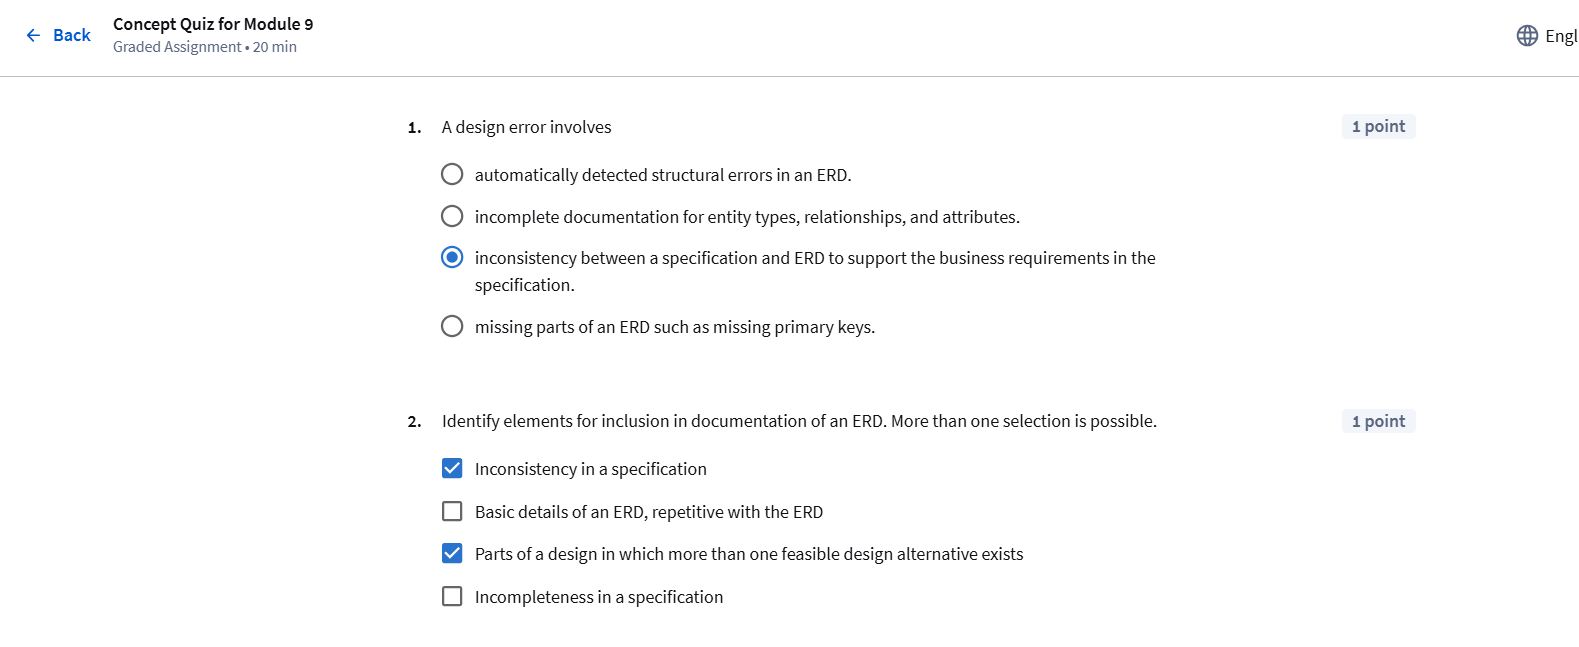 Back
Concept Quiz for Module 9
Graded Assignment • 20 min
Engl
1. A design error involves
1 point
automatically detected structural errors in an ERD.
incomplete documentation for entity types, relationships, and attributes.
inconsistency between a specification and ERD to support the business requirements in the
specification.
missing parts of an ERD such as missing primary keys.
2. Identify elements for inclusion in documentation of an ERD. More than one selection is possible.
1 point
Inconsistency in a specification
Basic details of an ERD, repetitive with the ERD
Parts of a design in which more than one feasible design alternative exists
Incompleteness in a specification